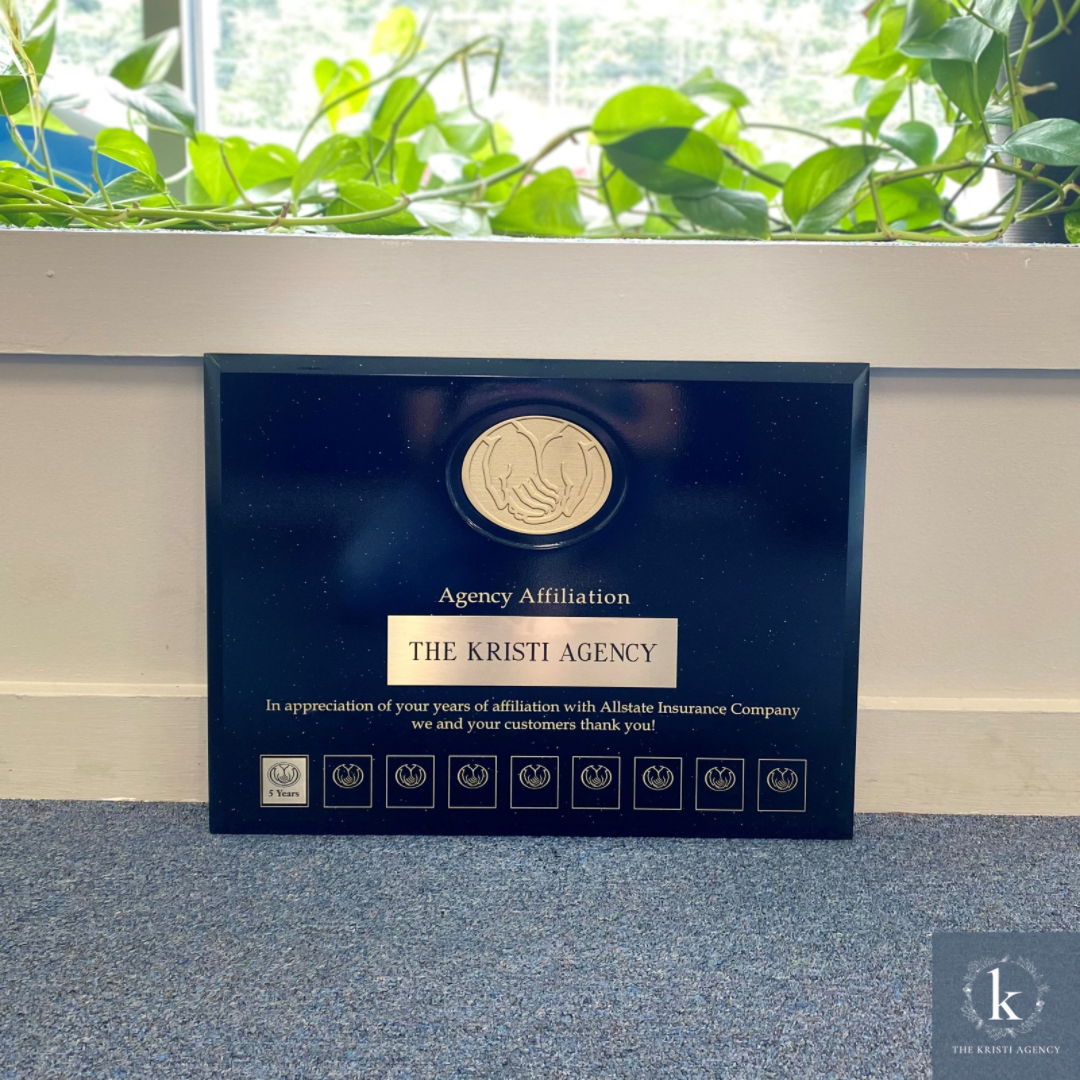 Agency Affiliation
THE KRISTI AGENCY
In appreciation of your years of affiliation with Allstate Insurance Company
we and your customers thank you!
5 Years
k
THE KRISTI AGENCY